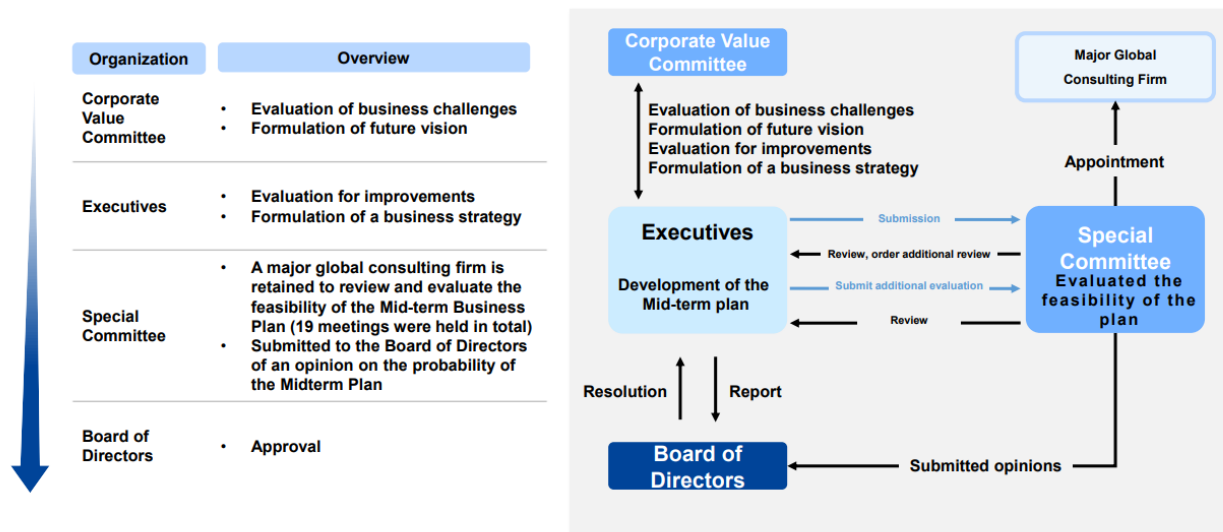 Organization
Overview
Corporate
Value
Committee
• Evaluation of business challenges
• Formulation of future vision
Executives
• Evaluation for improvements
• Formulation of a business strategy
Special
Committee
• A major global consulting firm is
retained to review and evaluate the
feasibility of the Mid-term Business
Plan (19 meetings were held in total)
• Submitted to the Board of Directors
of an opinion on the probability of
the Midterm Plan
Board of
Directors
• Approval
Corporate Value
Committee
Major Global
Consulting Firm
Evaluation of business challenges
Formulation of future vision
Evaluation for improvements
Formulation of a business strategy
Appointment
Executives
Development of the
Mid-term plan
Submission
Review, order additional review
Submit additional evaluation
Review
Special
Committee
Evaluated the
feasibility of the
plan
Resolution
Report
Board of
Directors
Submitted opinions